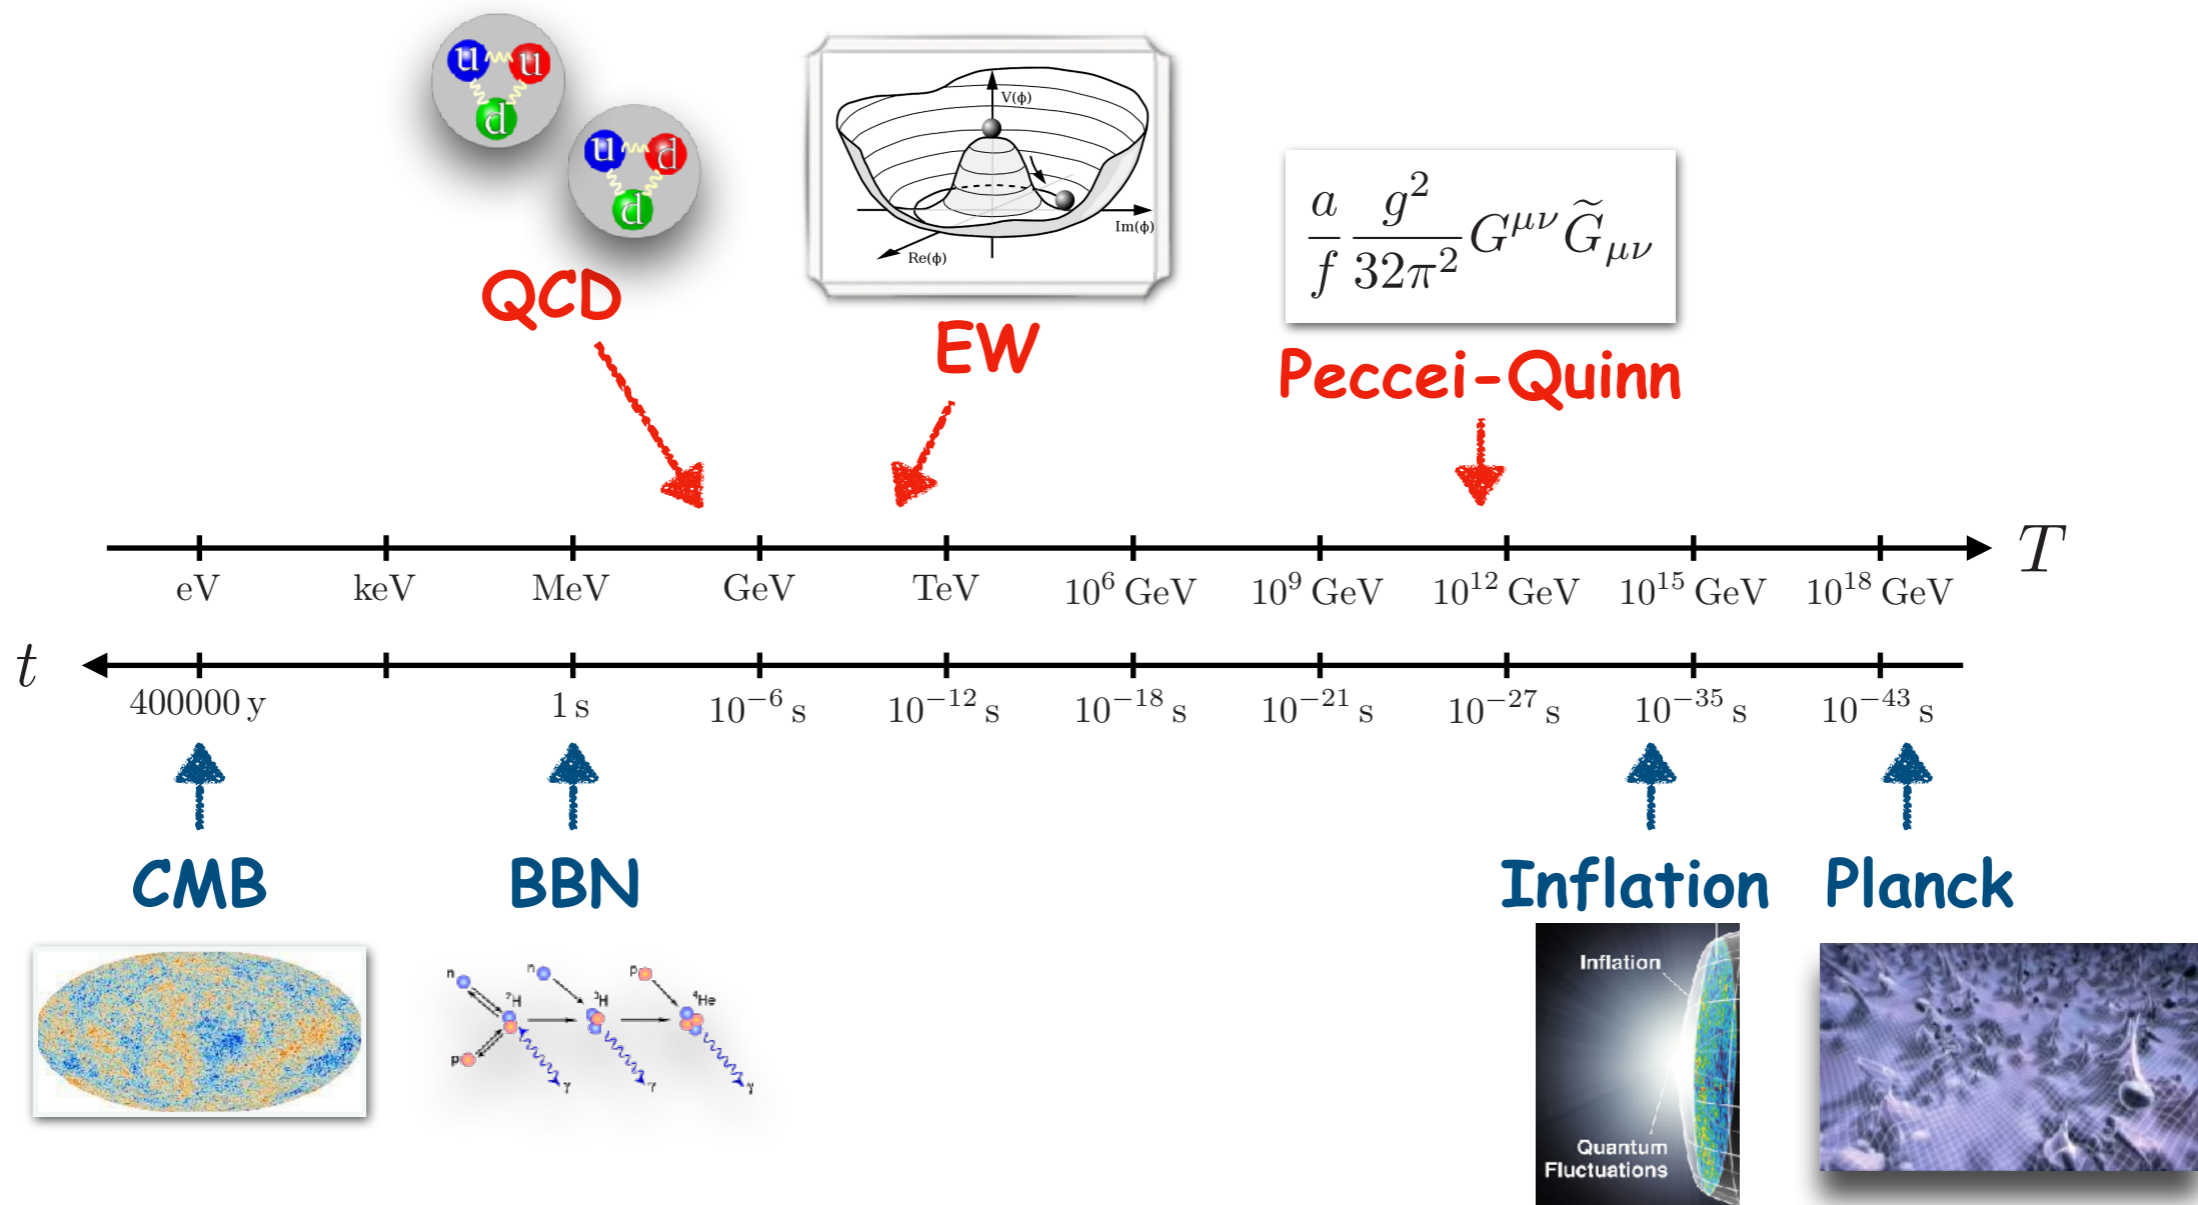 u u
d
u d
d
V(ϕ)
Im(ϕ)
Re(ϕ)
a/f g²/32π² G^{μν} G̃_{μν}
QCD
EW
Peccei-Quinn
T
eV keV MeV GeV TeV 10⁶ GeV 10⁹ GeV 10¹² GeV 10¹⁵ GeV 10¹⁸ GeV
t
400000 y 1 s 10⁻⁶ s 10⁻¹² s 10⁻¹⁸ s 10⁻²¹ s 10⁻²⁷ s 10⁻³⁵ s 10⁻⁴³ s
CMB BBN Inflation Planck
n n p
²H ³H ⁴He
p
γ γ γ
Inflation
Quantum
Fluctuations